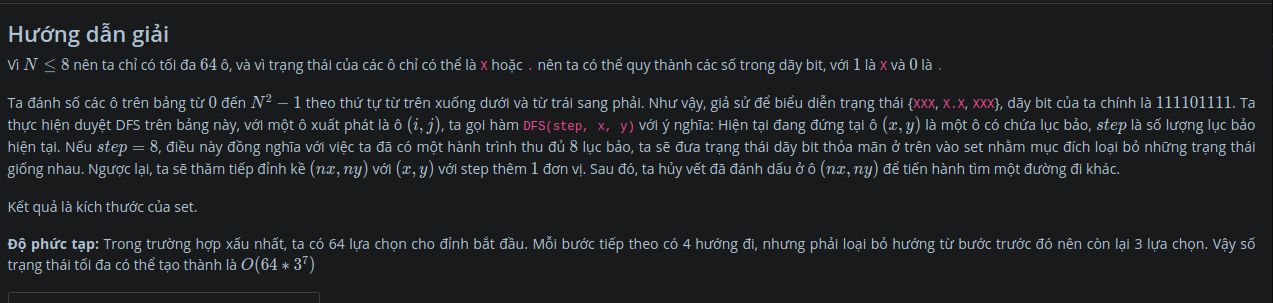 Hướng dẫn giải
Vì N ≤ 8 nên ta chỉ có tối đa 64 ô, và vì trạng thái của các ô chỉ có thể là X hoặc . nên ta có thể quy thành các số trong dãy bit, với 1 là X và 0 là .
Ta đánh số các ô trên bảng từ 0 đến N² − 1 theo thứ tự từ trên xuống dưới và từ trái sang phải. Như vậy, giả sử để biểu diễn trạng thái {XXX, X.X, XXX}, dãy bit của ta chính là 111101111. Ta
thực hiện duyệt DFS trên bảng này, với một ô xuất phát là ô (i, j), ta gọi hàm DFS(step, x, y) với ý nghĩa: Hiện tại đang đứng tại ô (x, y) là một ô có chứa lục bảo, step là số lượng lục bảo
hiện tại. Nếu step = 8, điều này đồng nghĩa với việc ta đã có một hành trình thu đủ 8 lục bảo, ta sẽ đưa trạng thái dãy bit thỏa mãn ở trên vào set nhằm mục đích loại bỏ những trạng thái
giống nhau. Ngược lại, ta sẽ thăm tiếp đỉnh kề (nx, ny) với (x, y) với step thêm 1 đơn vị. Sau đó, ta hủy vết đã đánh dấu ở ô (nx, ny) để tiến hành tìm một đường đi khác.
Kết quả là kích thước của set.
Độ phức tạp: Trong trường hợp xấu nhất, ta có 64 lựa chọn cho đỉnh bắt đầu. Mỗi bước tiếp theo có 4 hướng đi, nhưng phải loại bỏ hướng từ bước trước đó nên còn lại 3 lựa chọn. Vậy số
trạng thái tối đa có thể tạo thành là O(64 * 3⁷)